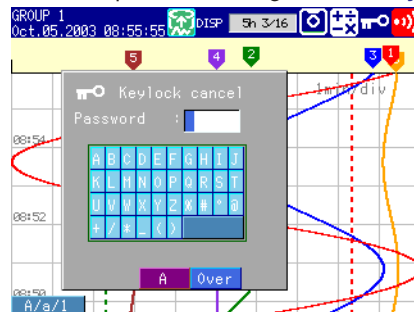 GROUP 1
Oct.05.2003 08:55:55 DISP 5h 3/16
5 4 2 3 1
1min/div
Keylock cancel
Password :
08:54
A B C D E F G H I J
K L M N O P Q R S T
U V W X Y Z % # ° @
+ / * _ ( )
08:52
A Over
08:50
A/a/1